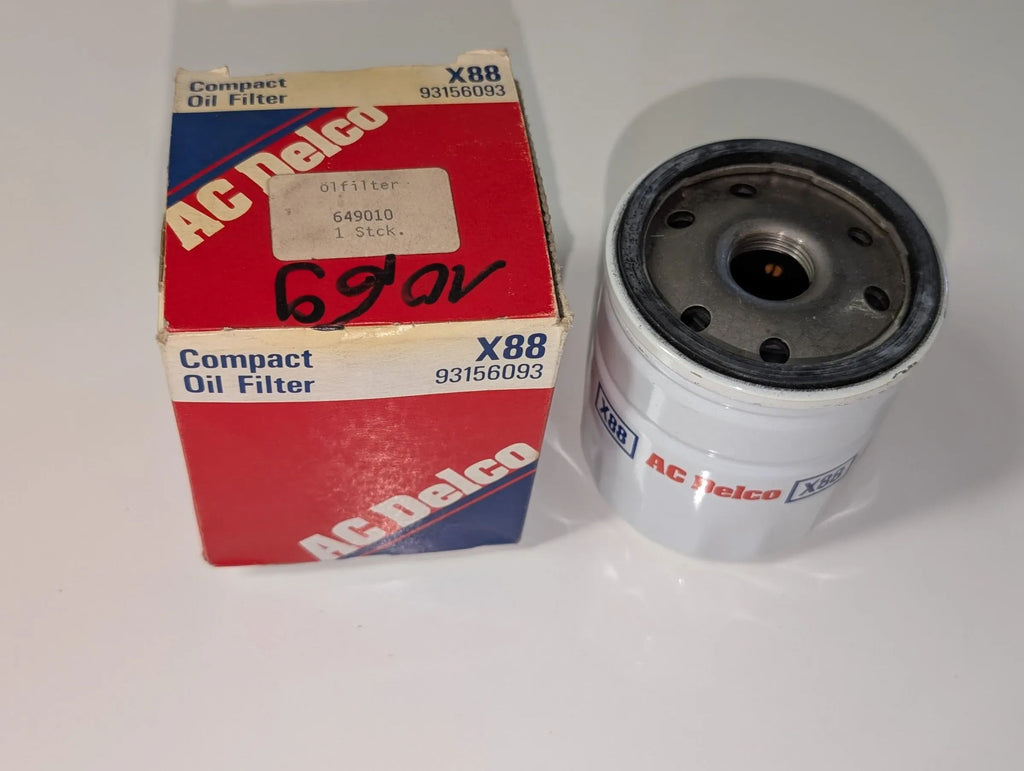 Compact
Oil Filter
X88
93156093
AC Delco
ölfilter
649010
1 Stck.
Compact
Oil Filter
X88
93156093
AC Delco
X88
AC Delco
X88